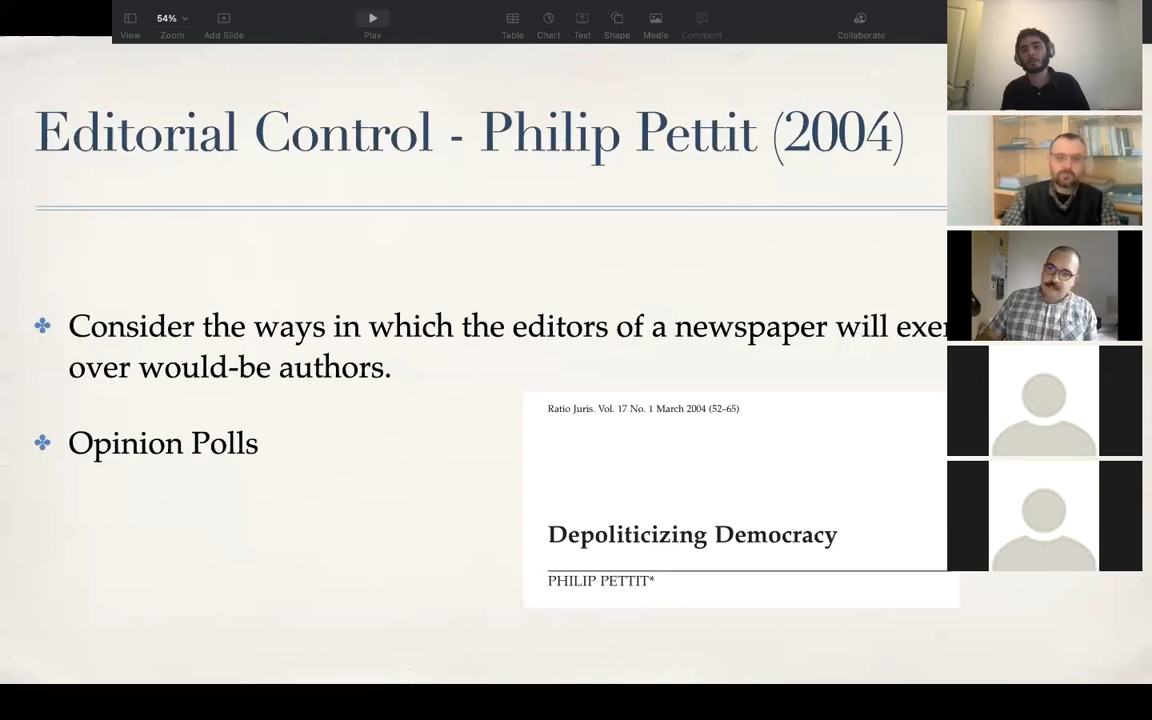 54%
View
Zoom
Add Slide
Play
Table
Chart
Text
Shape
Media
Comment
Collaborate
Editorial Control - Philip Pettit (2004)
Consider the ways in which the editors of a newspaper will
over would-be authors.
Opinion Polls
Ratio Juris. Vol. 17 No. 1 March 2004 (52–65)
Depoliticizing Democracy
PHILIP PETTIT*